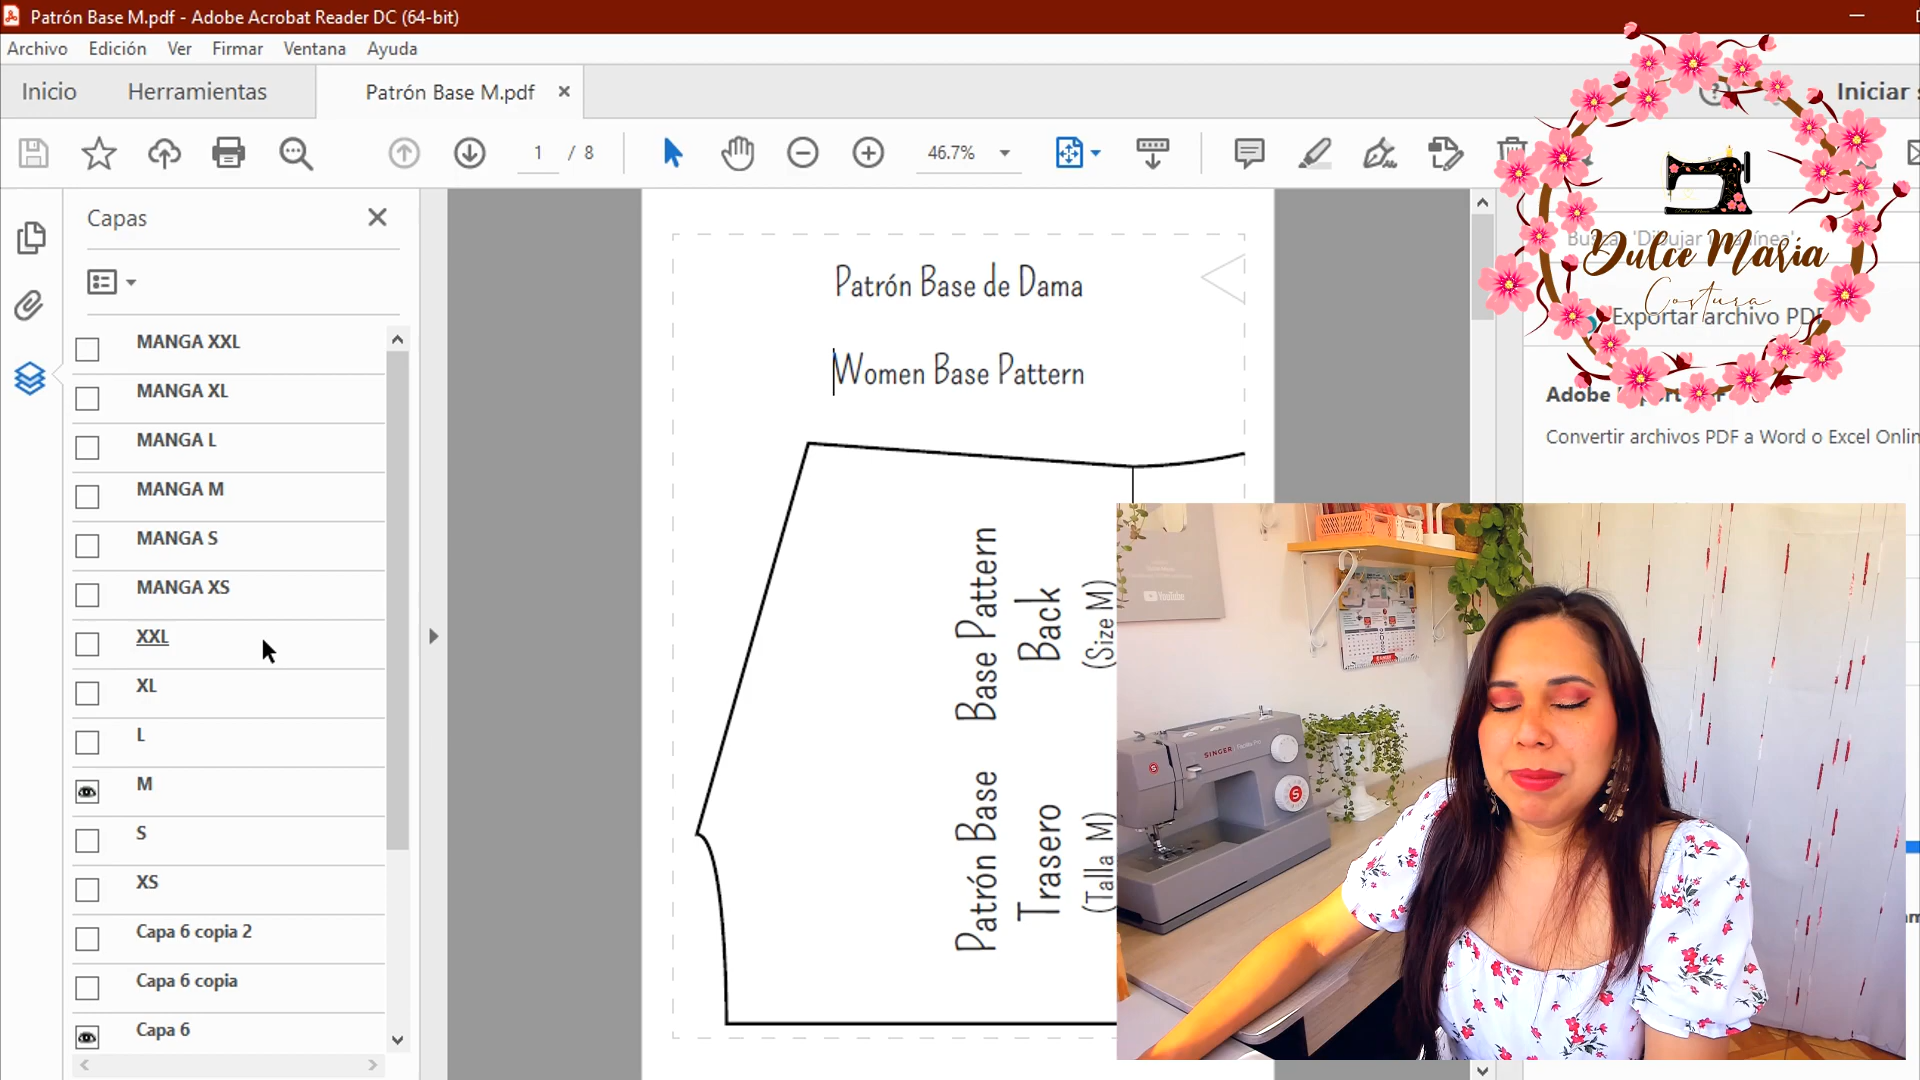 Patrón Base M.pdf - Adobe Acrobat Reader DC (64-bit)
Archivo Edición Ver Firmar Ventana Ayuda
Inicio Herramientas Patrón Base M.pdf Iniciar
1 / 8 46.7%
Capas
MANGA XXL
MANGA XL
MANGA L
MANGA M
MANGA S
MANGA XS
XXL
XL
L
M
S
XS
Capa 6 copia 2
Capa 6 copia
Capa 6
Patrón Base de Dama
Women Base Pattern
Base Pattern
Back
(Size M)
Patrón Base
Trasero
(Talla M)
Dulce María
Costura
Exportar archivo PDF
Adobe
Convertir archivos PDF a Word o Excel Onlin
YouTube
SINGER